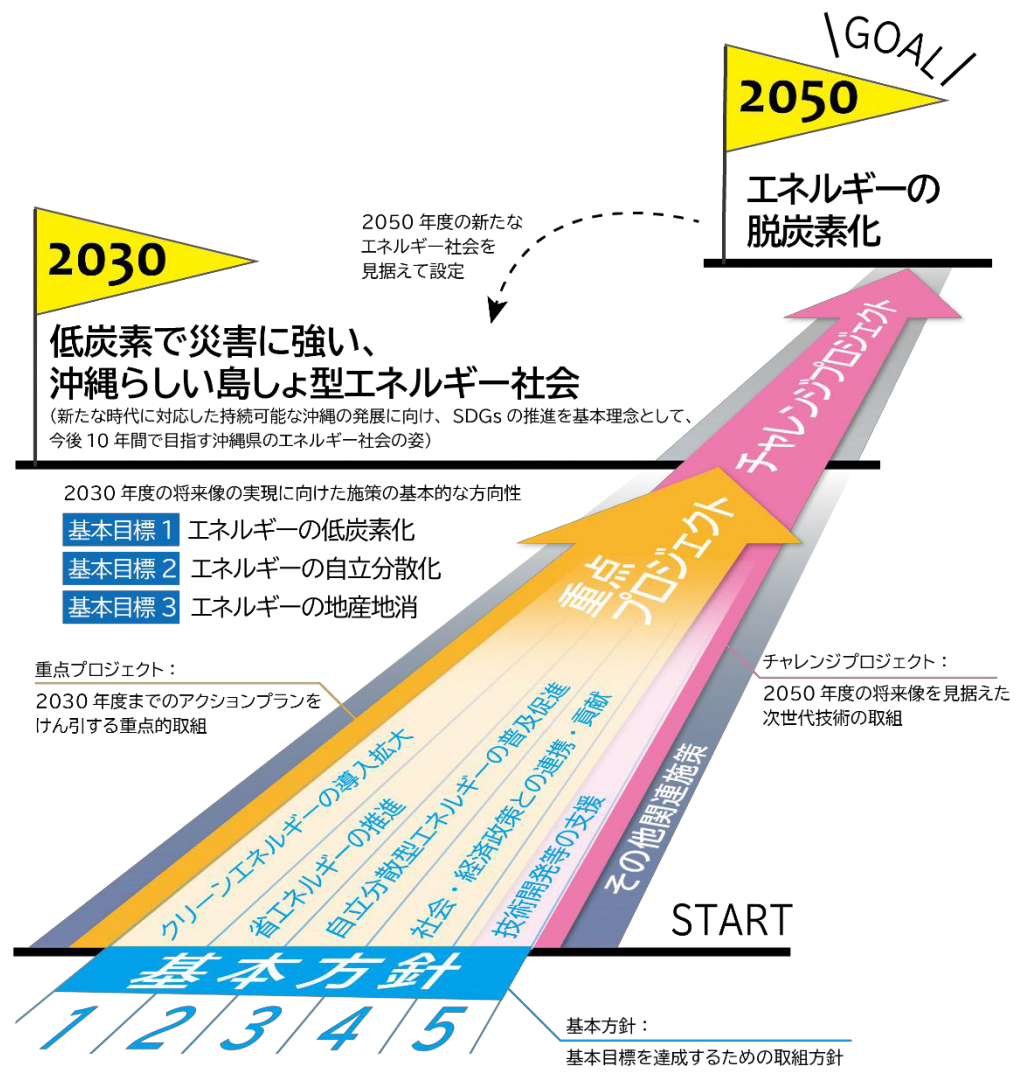 GOAL
2050
エネルギーの
脱炭素化
2050 年度の新たな
エネルギー社会を
見据えて設定
2030
低炭素で災害に強い、
沖縄らしい島しょ型エネルギー社会
（新たな時代に対応した持続可能な沖縄の発展に向け、SDGs の推進を基本理念として、
今後 10 年間で目指す沖縄県のエネルギー社会の姿）
2030 年度の将来像の実現に向けた施策の基本的な方向性
基本目標 1 エネルギーの低炭素化
基本目標 2 エネルギーの自立分散化
基本目標 3 エネルギーの地産地消
チャレンジプロジェクト
重点
プロジェクト
重点プロジェクト：
2030 年度までのアクションプランを
けん引する重点的取組
チャレンジプロジェクト：
2050 年度の将来像を見据えた
次世代技術の取組
クリーンエネルギーの導入拡大
省エネルギーの推進
自立分散型エネルギーの普及促進
社会・経済政策との連携・貢献
技術開発等の支援
その他関連施策
START
基本方針
1 2 3 4 5
基本方針：
基本目標を達成するための取組方針